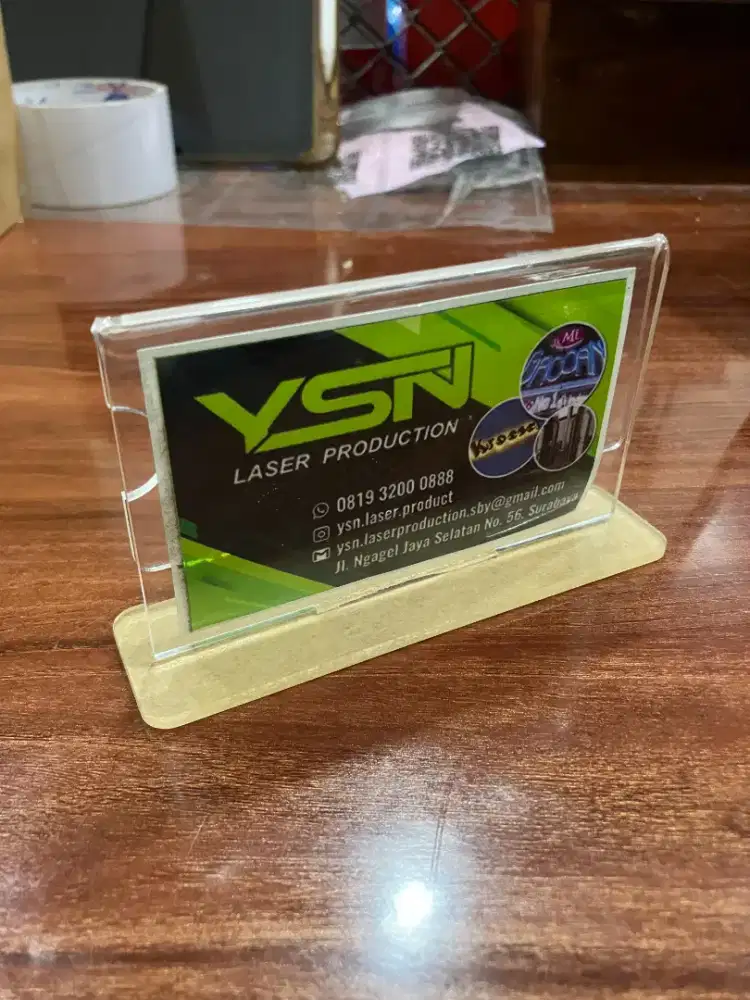 YSN
LASER PRODUCTION
0819 3200 0888
ysn.laser.product
ysn.laserproduction.sby@gmail.com
Jl. Ngagel Jaya Selatan No. 56, Surabaya
MI